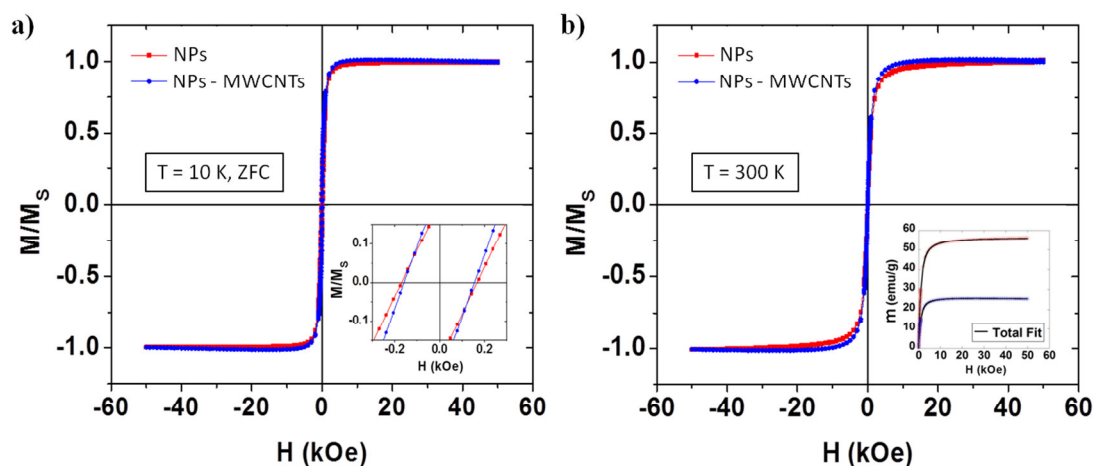 a)
NPs
NPs - MWCNTs
T = 10 K, ZFC
M/M_S
1.0
0.5
0.0
-0.5
-1.0
-60 -40 -20 0 20 40 60
H (kOe)
M/M_S
0.1
0.0
-0.1
-0.2 0.0 0.2
H (kOe)
b)
NPs
NPs - MWCNTs
T = 300 K
M/M_S
1.0
0.5
0.0
-0.5
-1.0
-60 -40 -20 0 20 40 60
H (kOe)
m (emu/g)
60
50
40
30
20
10
0
Total Fit
0 10 20 30 40 50 60
H (kOe)